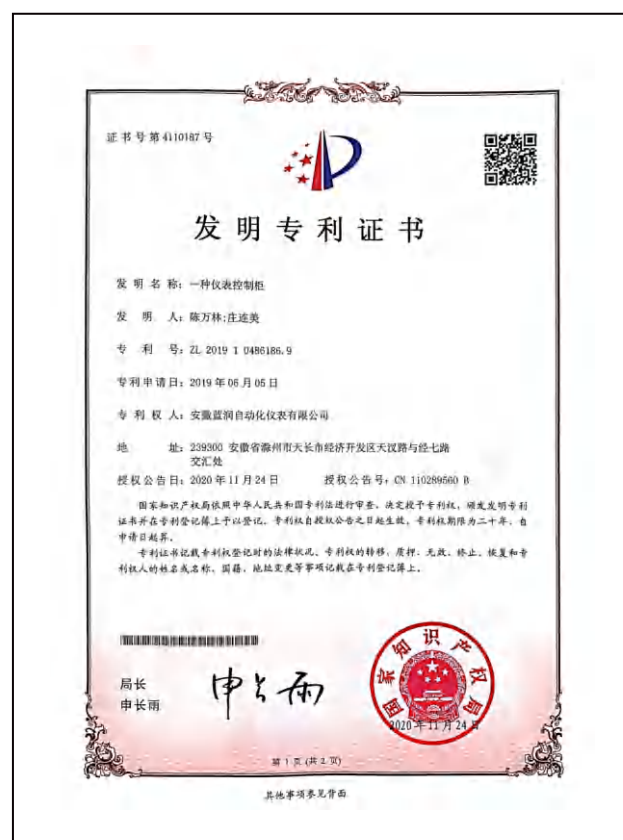 证书号第4110187号
发明专利证书
发明名称：一种仪表控制柜
发明人：陈万林;庄连美
专利号：ZL 2019 1 0486186.9
专利申请日：2019年06月05日
专利权人：安徽蓝润自动化仪表有限公司
地址：239300 安徽省滁州市天长市经济开发区天汉路与经七路
交汇处
授权公告日：2020年11月24日 授权公告号：CN 110289560 B
国家知识产权局依照中华人民共和国专利法进行审查，决定授予专利权，颁发发明专利
证书并在专利登记簿上予以登记。专利权自授权公告之日起生效。专利权期限为二十年，自
申请日起算。
专利证书记载专利权登记时的法律状况。专利权的转移、质押、无效、终止、恢复和专
利权人的姓名或名称、国籍、地址变更等事项记载在专利登记簿上。
局长
申长雨
申长雨
国家知识产权局
2020年11月24日
第1页(共2页)
其他事项参见背面